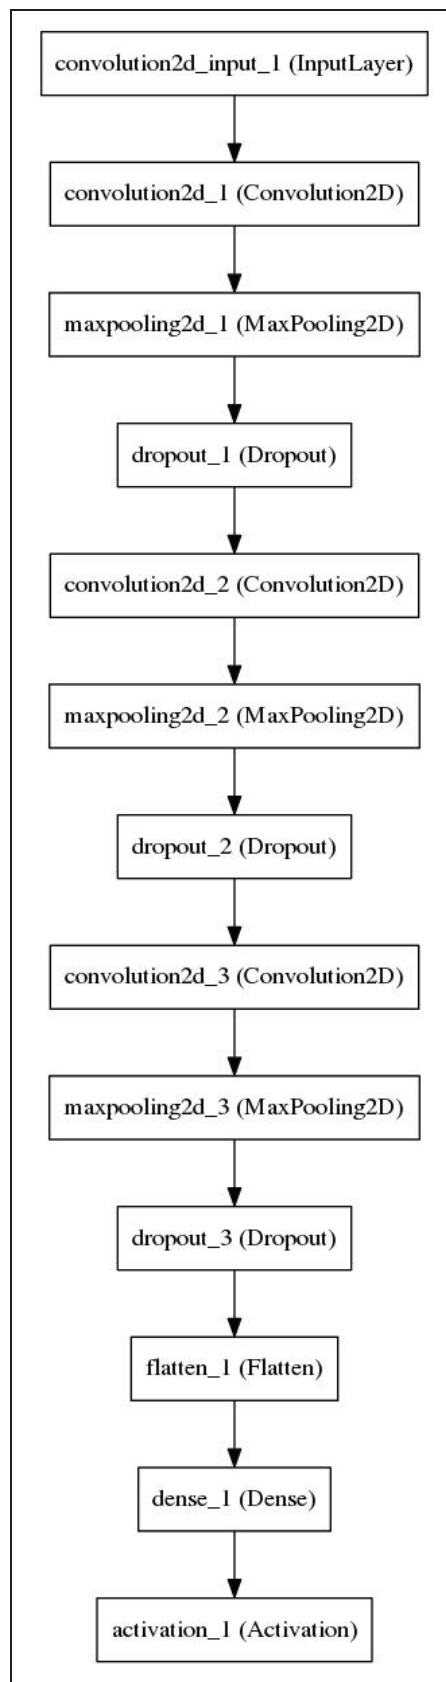 convolution2d_input_1 (InputLayer)
convolution2d_1 (Convolution2D)
maxpooling2d_1 (MaxPooling2D)
dropout_1 (Dropout)
convolution2d_2 (Convolution2D)
maxpooling2d_2 (MaxPooling2D)
dropout_2 (Dropout)
convolution2d_3 (Convolution2D)
maxpooling2d_3 (MaxPooling2D)
dropout_3 (Dropout)
flatten_1 (Flatten)
dense_1 (Dense)
activation_1 (Activation)